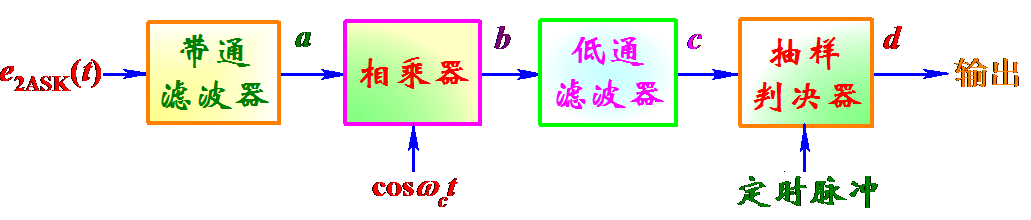 e2ASK(t)
带通
滤波器
a
相乘器
b
低通
滤波器
c
抽样
判决器
d
输出
cosωct
定时脉冲